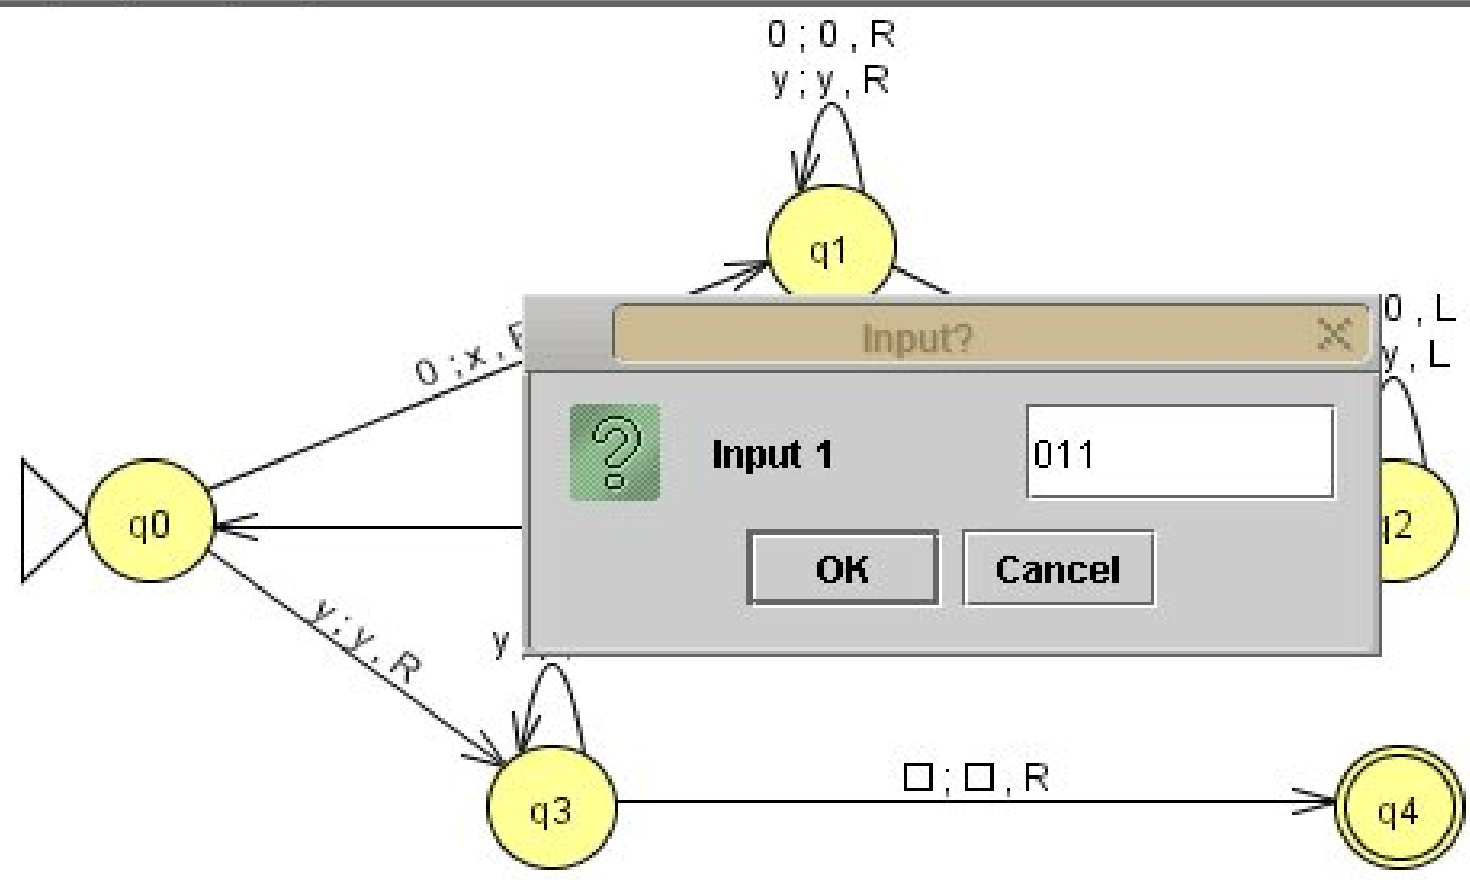 0 ; 0 , R
y ; y , R
q1
0 , L
Input?
y , L
0 ; x ,
Input 1
011
q0
q2
OK
Cancel
y ; y , R
y
□ ; □ , R
q3
q4